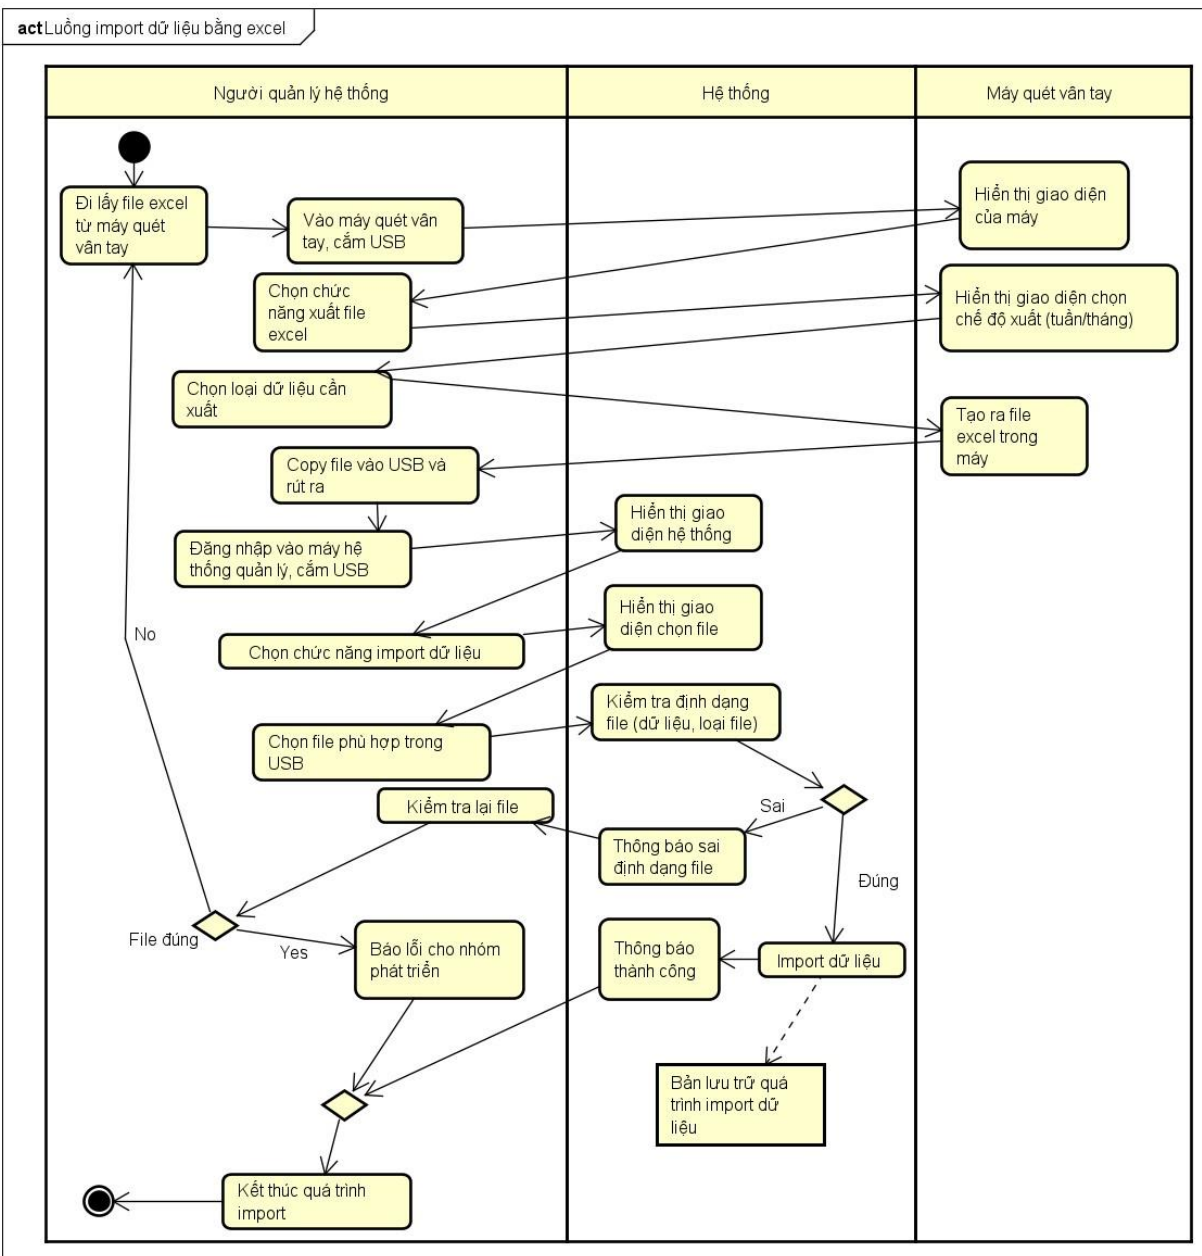 act Luồng import dữ liệu bằng excel
Người quản lý hệ thống
Hệ thống
Máy quét vân tay
Đi lấy file excel
từ máy quét
vân tay
Vào máy quét vân
tay, cắm USB
Hiển thị giao diện
của máy
Chọn chức
năng xuất file
excel
Hiển thị giao diện chọn
chế độ xuất (tuần/tháng)
Chọn loại dữ liệu cần
xuất
Tạo ra file
excel trong
máy
Copy file vào USB và
rút ra
Hiển thị giao
diện hệ thống
Đăng nhập vào máy hệ
thống quản lý, cắm USB
Hiển thị giao
diện chọn file
No
Chọn chức năng import dữ liệu
Kiểm tra định dạng
file (dữ liệu, loại file)
Chọn file phù hợp trong
USB
Kiểm tra lại file
Sai
Thông báo sai
định dạng file
Đúng
File đúng
Yes
Báo lỗi cho nhóm
phát triển
Thông báo
thành công
Import dữ liệu
Bản lưu trữ quá
trình import dữ
liệu
Kết thúc quá trình
import